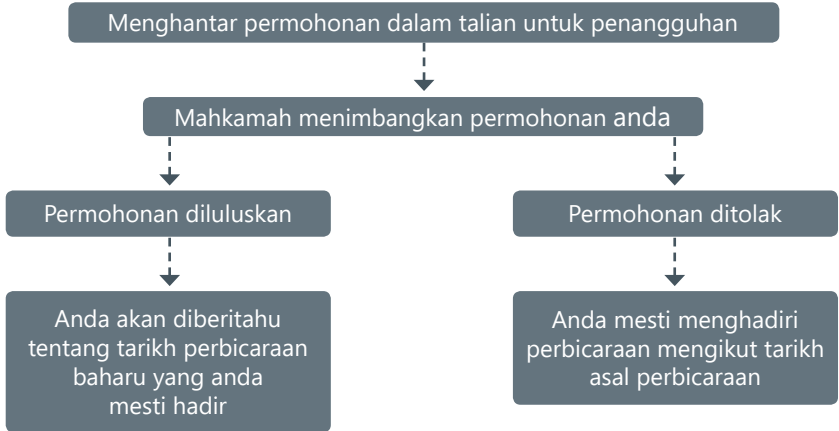 Menghantar permohonan dalam talian untuk penangguhan
Mahkamah menimbangkan permohonan anda
Permohonan diluluskan
Permohonan ditolak
Anda akan diberitahu
tentang tarikh perbicaraan
baharu yang anda
mesti hadir
Anda mesti menghadiri
perbicaraan mengikut tarikh
asal perbicaraan